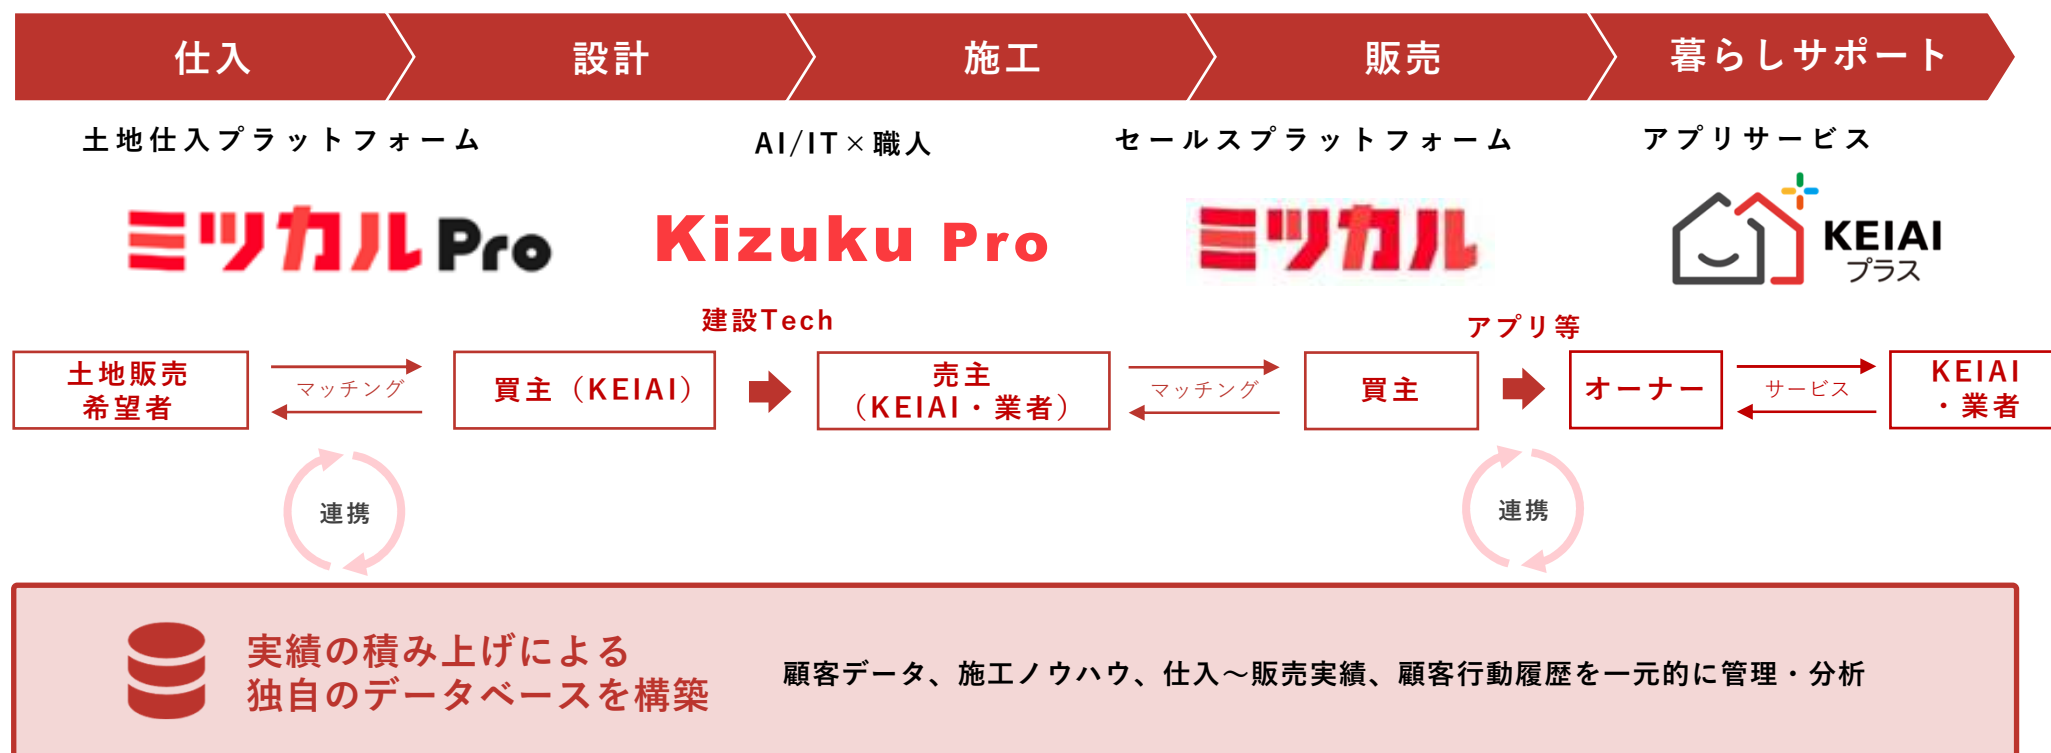 仕入
設計
施工
販売
暮らしサポート
土地仕入プラットフォーム
AI/IT×職人
セールスプラットフォーム
アプリサービス
ミツカルPro
Kizuku Pro
ミツカル
KEIAI
プラス
建設Tech
アプリ等
土地販売
希望者
マッチング
買主（KEIAI）
売主
（KEIAI・業者）
マッチング
買主
オーナー
サービス
KEIAI
・業者
連携
連携
実績の積み上げによる
独自のデータベースを構築
顧客データ、施工ノウハウ、仕入～販売実績、顧客行動履歴を一元的に管理・分析